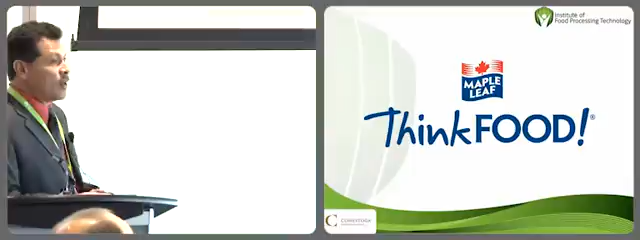 Institute of
Food Processing Technology
MAPLE
LEAF
ThinkFOOD!®